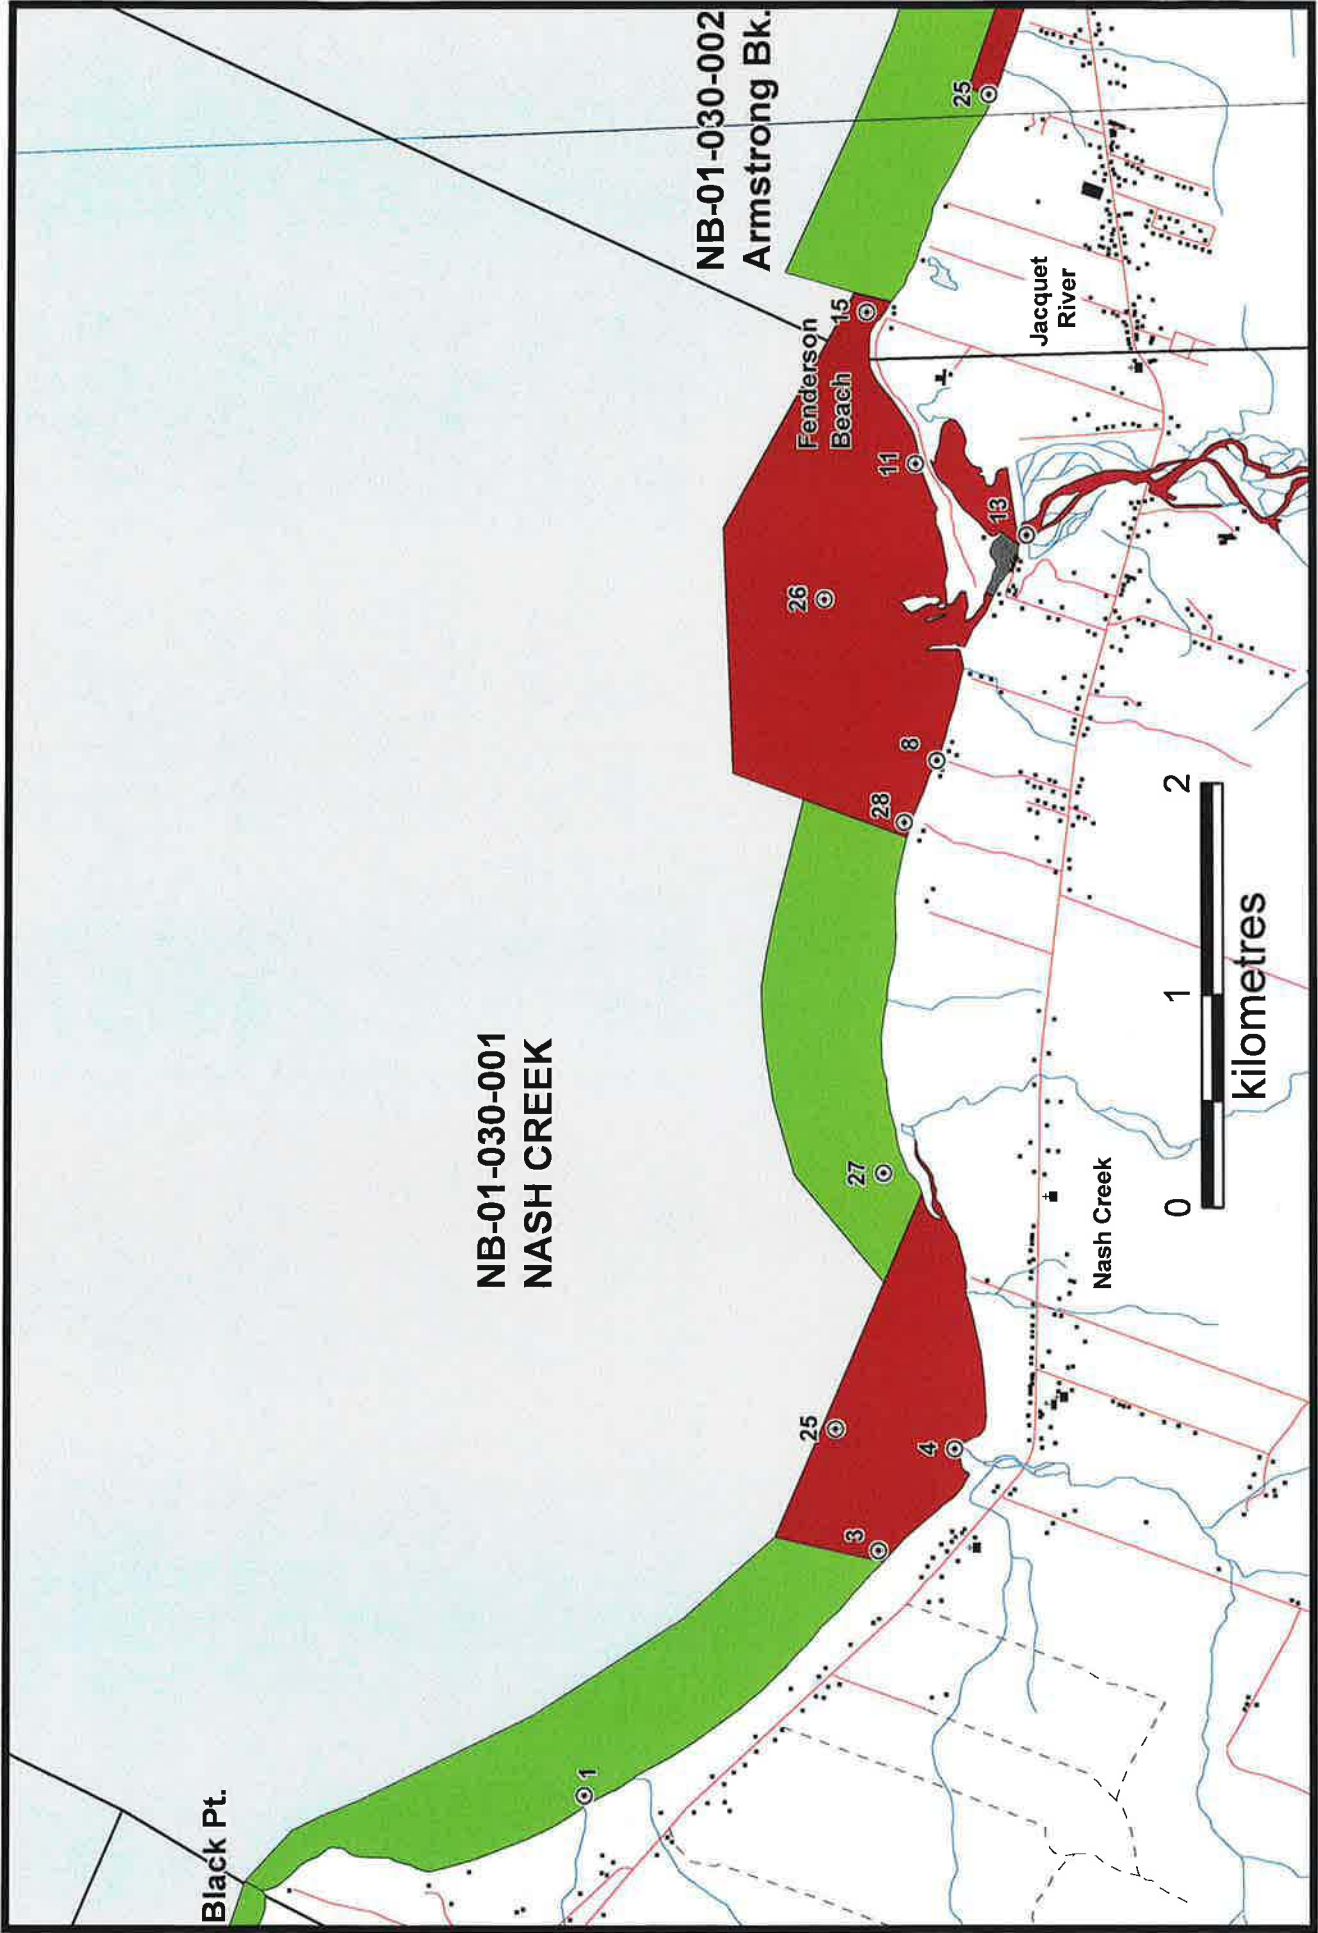 Black Pt.
NB-01-030-001
NASH CREEK
NB-01-030-002
Armstrong Bk.
1
3
25
4
27
28
8
26
13
11
Fenderson
Beach
15
25
Jacquet
River
Nash Creek
0
1
2
kilometres